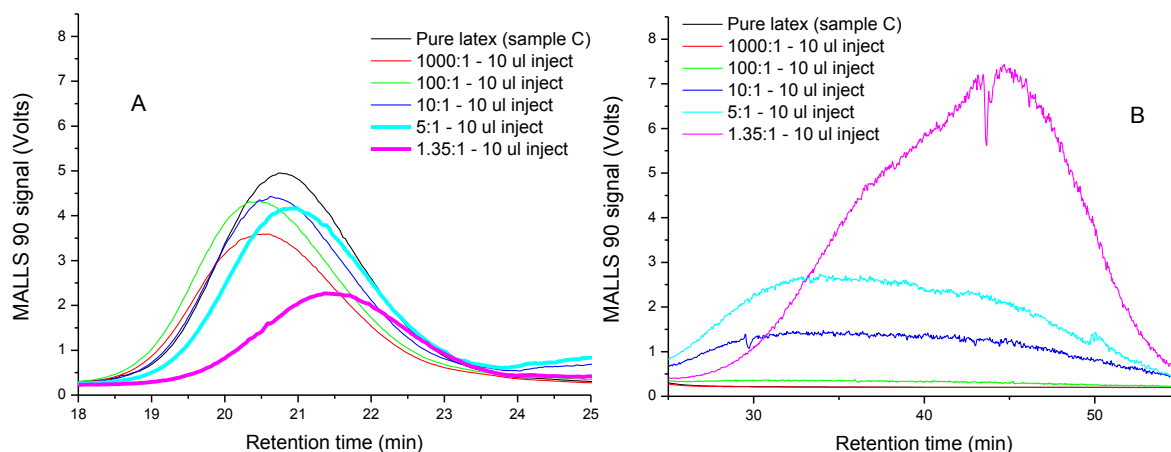 A
Pure latex (sample C)
1000:1 - 10 ul inject
100:1 - 10 ul inject
10:1 - 10 ul inject
5:1 - 10 ul inject
1.35:1 - 10 ul inject
8
7
6
5
4
3
2
1
0
MALLS 90 signal (Volts)
18 19 20 21 22 23 24 25
Retention time (min)
B
Pure latex (sample C)
1000:1 - 10 ul inject
100:1 - 10 ul inject
10:1 - 10 ul inject
5:1 - 10 ul inject
1.35:1 - 10 ul inject
8
7
6
5
4
3
2
1
0
MALLS 90 signal (Volts)
30 40 50
Retention time (min)